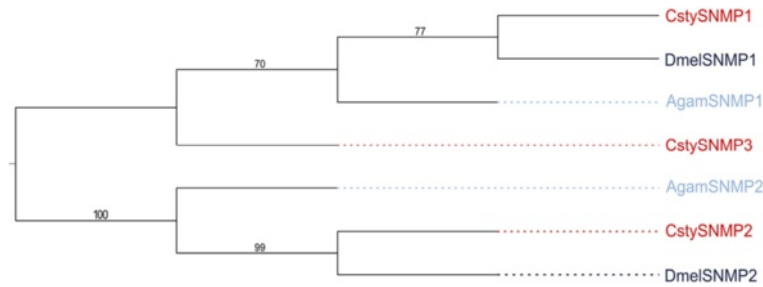 CstySNMP1
77
DmelSNMP1
70
AgamSNMP1
CstySNMP3
AgamSNMP2
100
CstySNMP2
99
DmelSNMP2